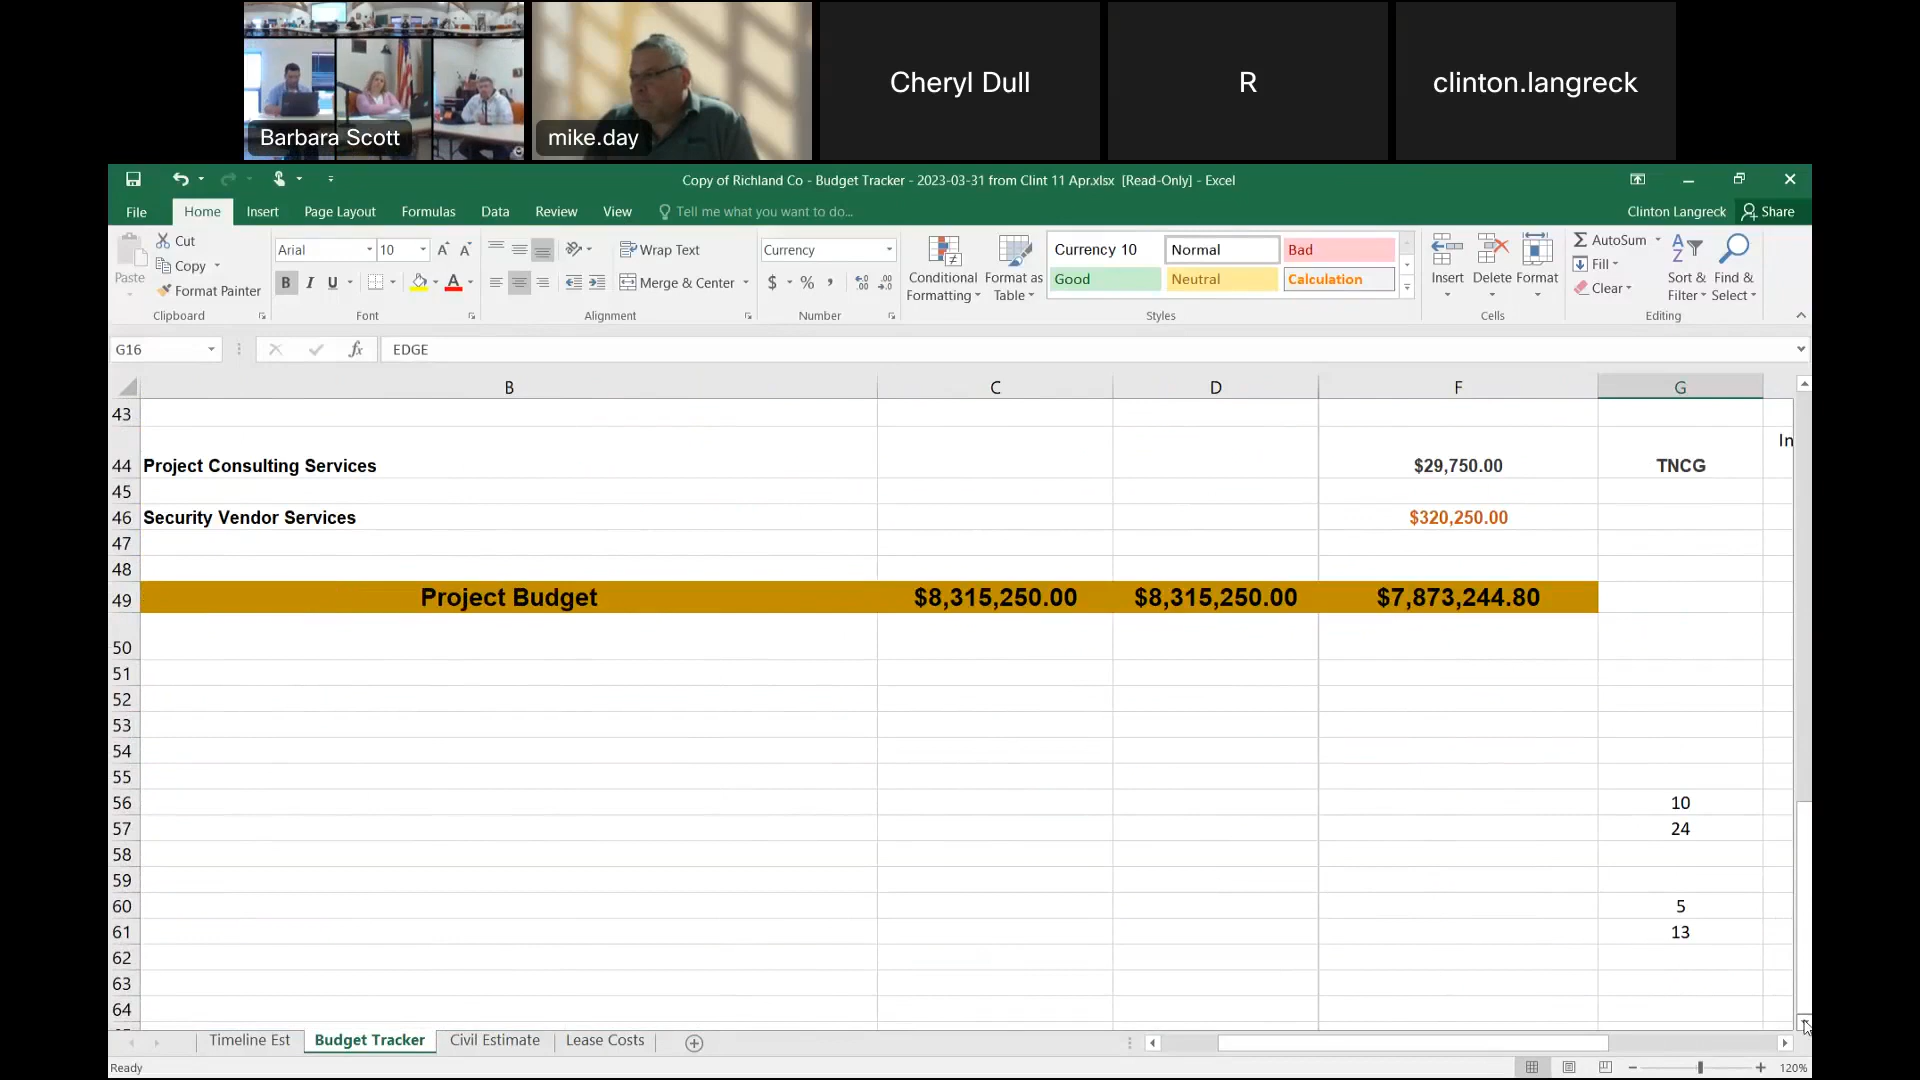 Barbara Scott
mike.day
Cheryl Dull
R
clinton.langreck
Copy of Richland Co - Budget Tracker - 2023-03-31 from Clint 11 Apr.xlsx [Read-Only] - Excel
File Home Insert Page Layout Formulas Data Review View Tell me what you want to do... Clinton Langreck Share
Paste
Cut
Copy
Format Painter
Clipboard
Arial 10
B I U
Font
Wrap Text
Merge & Center
Alignment
Currency
$ % ,
Number
Conditional Formatting
Format as Table
Currency 10 Normal Bad
Good Neutral Calculation
Styles
Insert Delete Format
Cells
AutoSum
Fill
Clear
Sort & Filter
Find & Select
Editing
G16 fx EDGE
B C D F G
43
In
44 Project Consulting Services $29,750.00 TNCG
45
46 Security Vendor Services $320,250.00
47
48
49 Project Budget $8,315,250.00 $8,315,250.00 $7,873,244.80
50
51
52
53
54
55
56 10
57 24
58
59
60 5
61 13
62
63
64
Timeline Est Budget Tracker Civil Estimate Lease Costs
Ready 120%